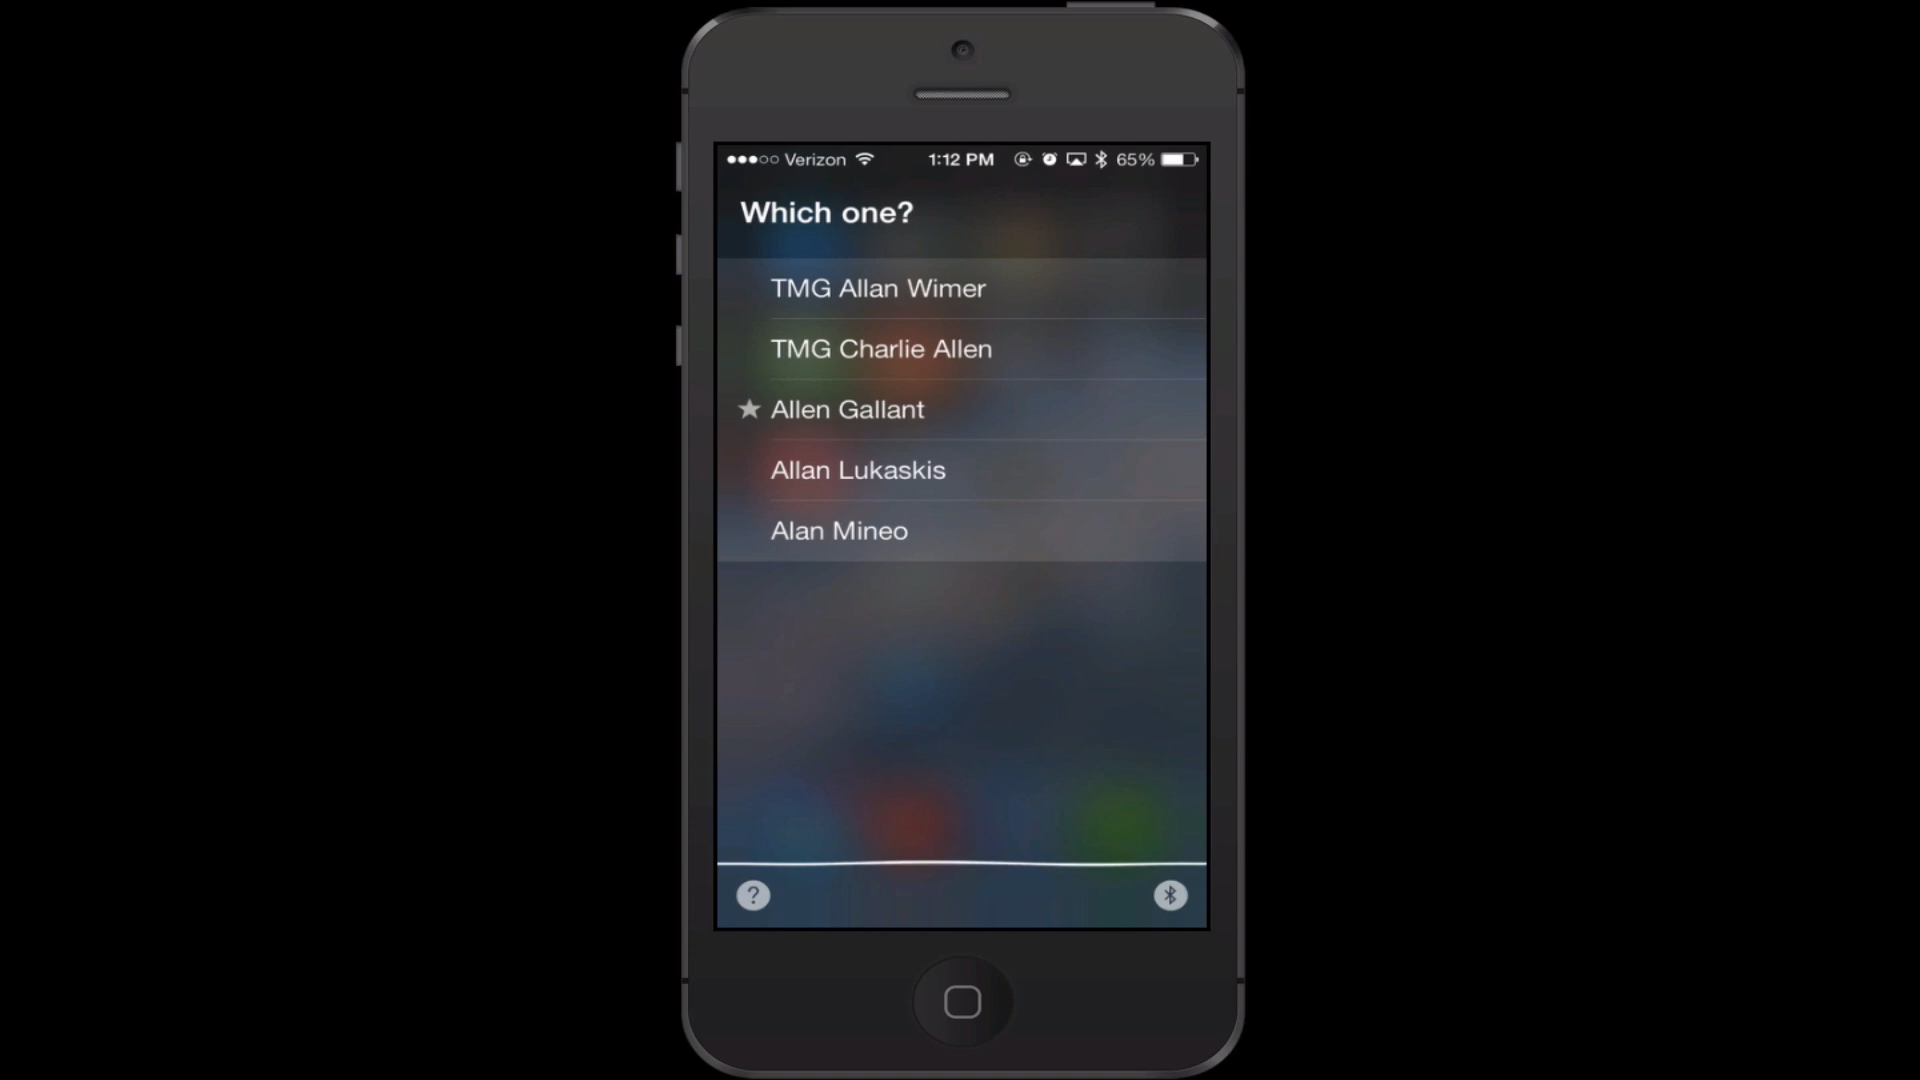 Verizon 1:12 PM 65%
Which one?
TMG Allan Wimer
TMG Charlie Allen
Allen Gallant
Allan Lukaskis
Alan Mineo
?